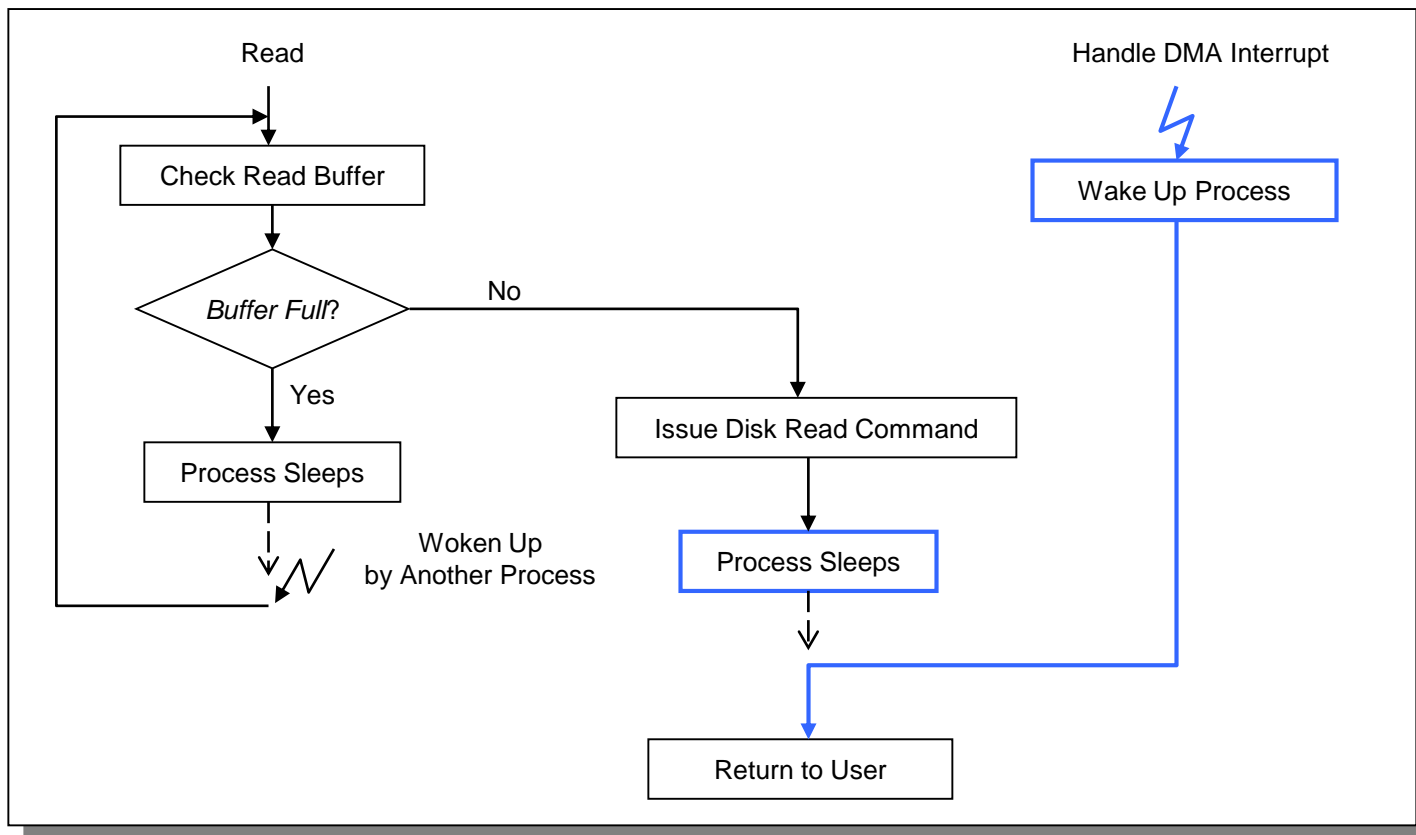 Read
Handle DMA Interrupt
Check Read Buffer
Wake Up Process
Buffer Full?
No
Yes
Issue Disk Read Command
Process Sleeps
Woken Up
by Another Process
Process Sleeps
Return to User